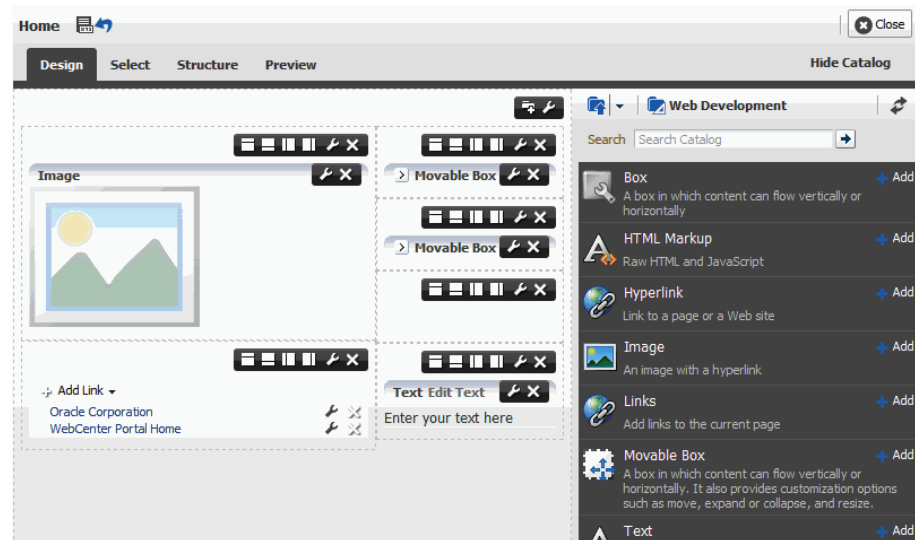 Home
Close
Design Select Structure Preview Hide Catalog
Web Development
Search Search Catalog
Image
Movable Box
Movable Box
Add Link
Oracle Corporation
WebCenter Portal Home
Text Edit Text
Enter your text here
Box Add
A box in which content can flow vertically or
horizontally
HTML Markup Add
Raw HTML and JavaScript
Hyperlink Add
Link to a page or a Web site
Image Add
An image with a hyperlink
Links Add
Add links to the current page
Movable Box Add
A box in which content can flow vertically or
horizontally. It also provides customization options
such as move, expand or collapse, and resize.
Text Add